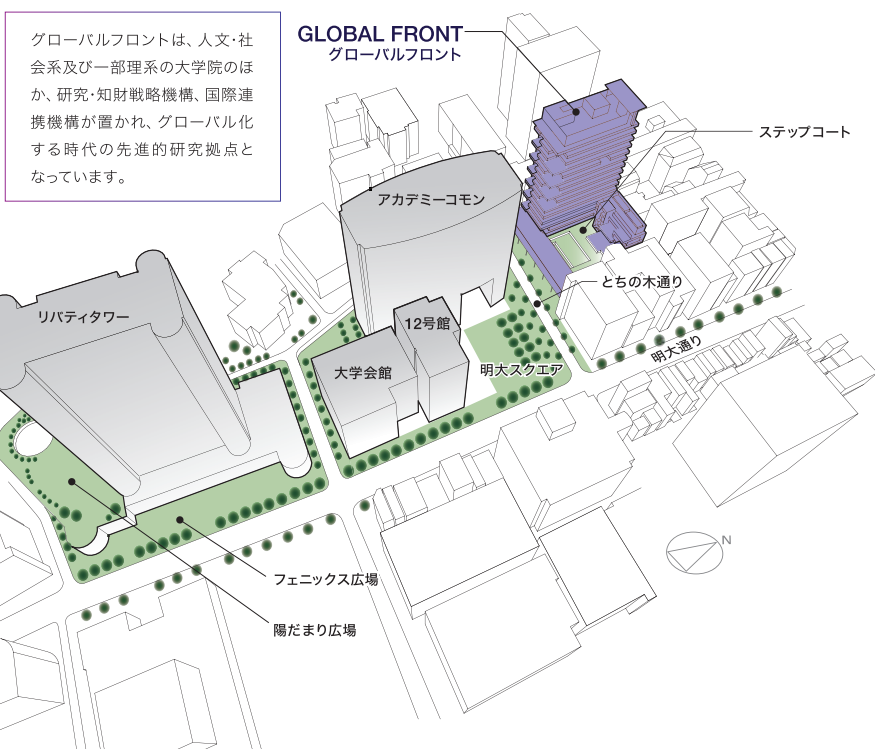 グローバルフロントは、人文・社
会系及び一部理系の大学院のほ
か、研究・知財戦略機構、国際連
携機構が置かれ、グローバル化
する時代の先進的研究拠点と
なっています。
GLOBAL FRONT
グローバルフロント
ステップコート
アカデミーコモン
とちの木通り
リバティタワー
12号館
明大通り
大学会館
明大スクエア
N
フェニックス広場
陽だまり広場